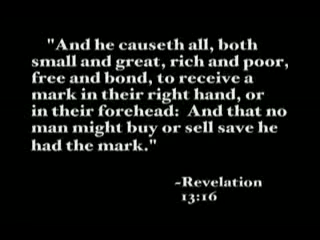 "And he causeth all, both
small and great, rich and poor,
free and bond, to receive a
mark in their right hand, or
in their forehead: And that no
man might buy or sell save he
had the mark."
-Revelation
13:16